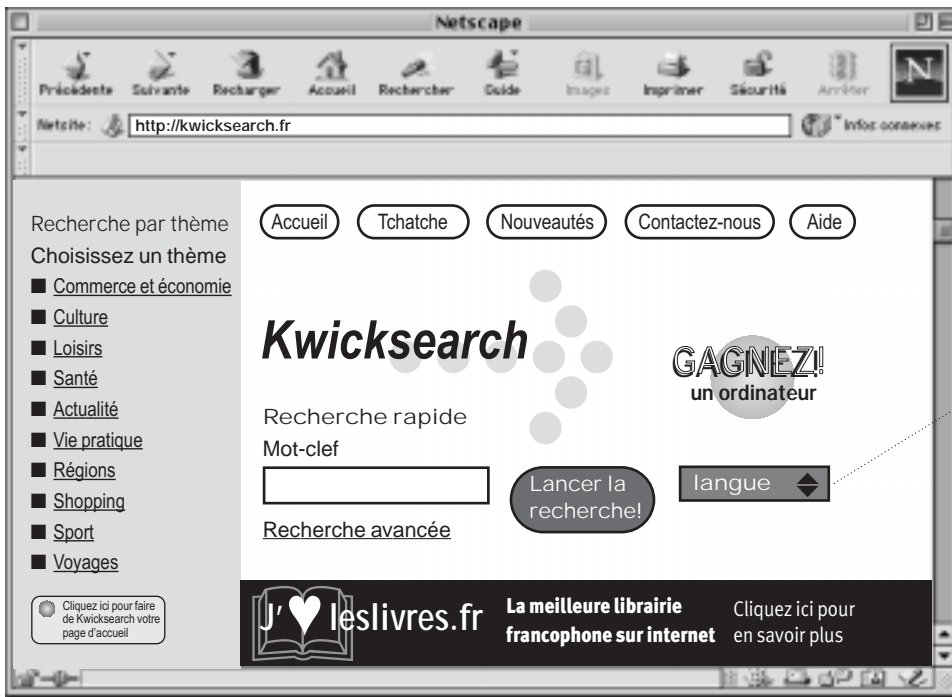 Netscape
Précédente Suivante Recharger Accueil Rechercher Guide Images Imprimer Sécurité Arrêter N
Netsite: http://kwicksearch.fr Infos connexes
Recherche par thème
Choisissez un thème
Commerce et économie
Culture
Loisirs
Santé
Actualité
Vie pratique
Régions
Shopping
Sport
Voyages
Cliquez ici pour faire
de Kwicksearch votre
page d'accueil
Accueil Tchatche Nouveautés Contactez-nous Aide
Kwicksearch
GAGNEZ!
un ordinateur
Recherche rapide
Mot-clef
Lancer la
recherche!
langue
Recherche avancée
J'♥leslivres.fr
La meilleure librairie
francophone sur internet
Cliquez ici pour
en savoir plus